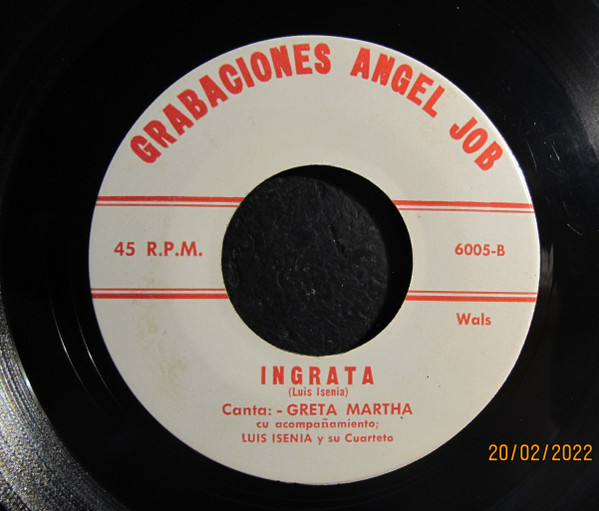 GRABACIONES ANGEL JOB
45 R.P.M.
6005-B
Wals
INGRATA
(Luis Isenia)
Canta: - GRETA MARTHA
cu acompañamiento;
LUIS ISENIA y su Cuarteto
20/02/2022